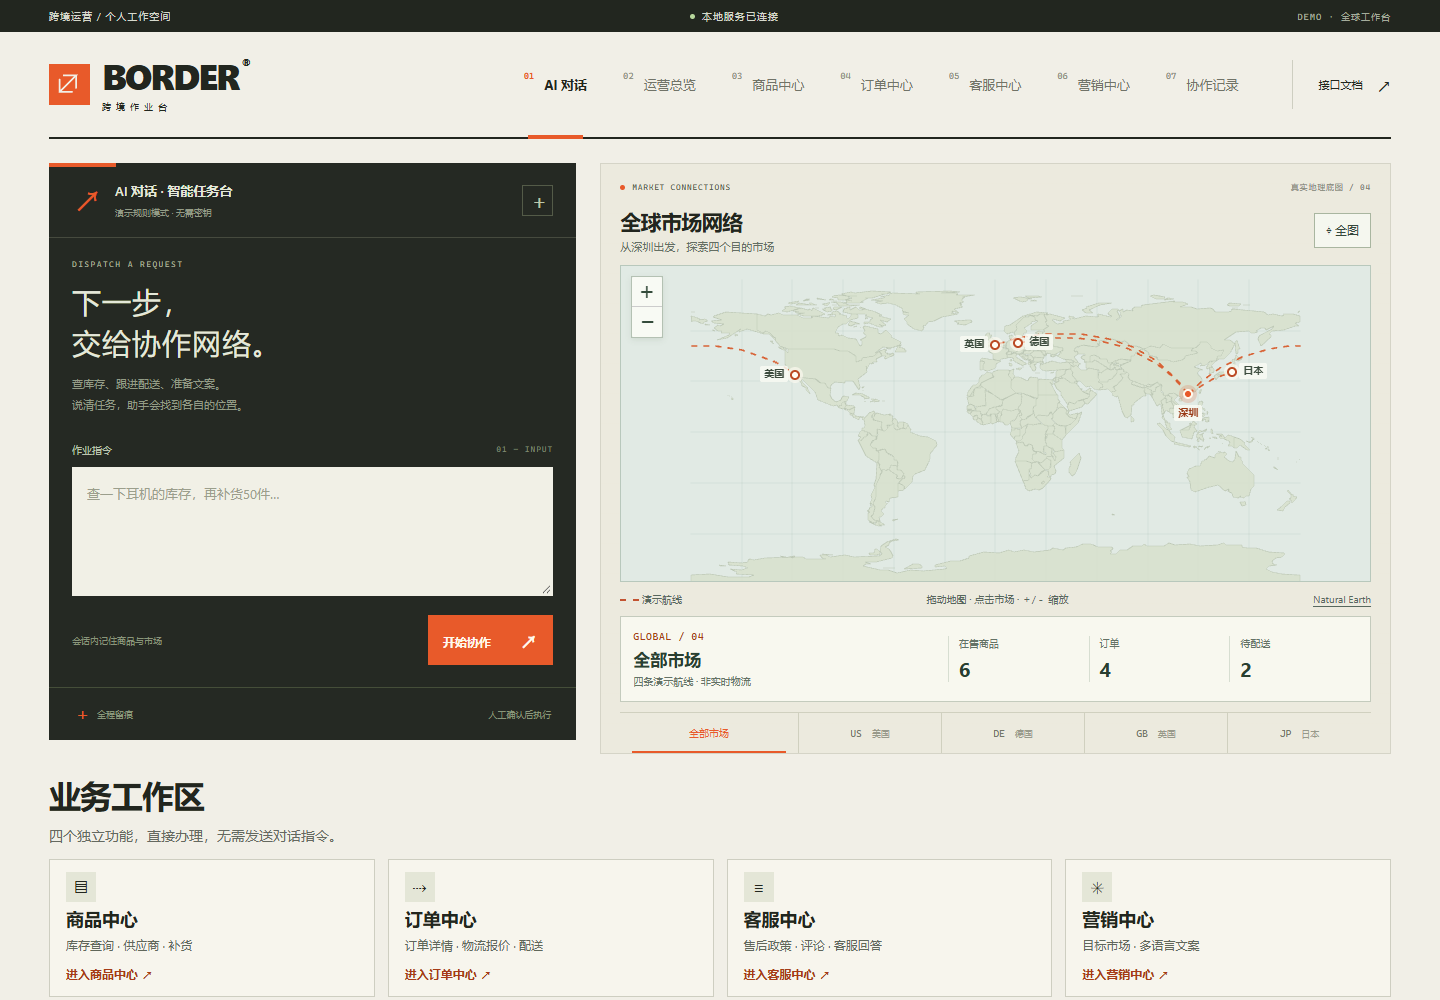 跨境运营 / 个人工作空间
本地服务已连接
DEMO · 全球工作台
BORDER®
跨境作业台
01 AI 对话
02 运营总览
03 商品中心
04 订单中心
05 客服中心
06 营销中心
07 协作记录
接口文档 ↗
AI 对话 · 智能任务台
演示规则模式 · 无需密钥
+
DISPATCH A REQUEST
下一步，
交给协作网络。
查库存、跟进配送、准备文案。
说清任务，助手会找到各自的位置。
作业指令
01 — INPUT
查一下耳机的库存，再补货50件...
会话内记住商品与市场
开始协作 ↗
+ 全程留痕
人工确认后执行
MARKET CONNECTIONS
真实地理底图 / 04
全球市场网络
从深圳出发，探索四个目的市场
⌖ 全图
+
−
英国
德国
美国
日本
深圳
演示航线
拖动地图 · 点击市场 · +/- 缩放
Natural Earth
GLOBAL / 04
全部市场
四条演示航线 · 非实时物流
在售商品
6
订单
4
待配送
2
全部市场
US 美国
DE 德国
GB 英国
JP 日本
业务工作区
四个独立功能，直接办理，无需发送对话指令。
商品中心
库存查询 · 供应商 · 补货
进入商品中心 ↗
订单中心
订单详情 · 物流报价 · 配送
进入订单中心 ↗
客服中心
售后政策 · 评论 · 客服回答
进入客服中心 ↗
营销中心
目标市场 · 多语言文案
进入营销中心 ↗